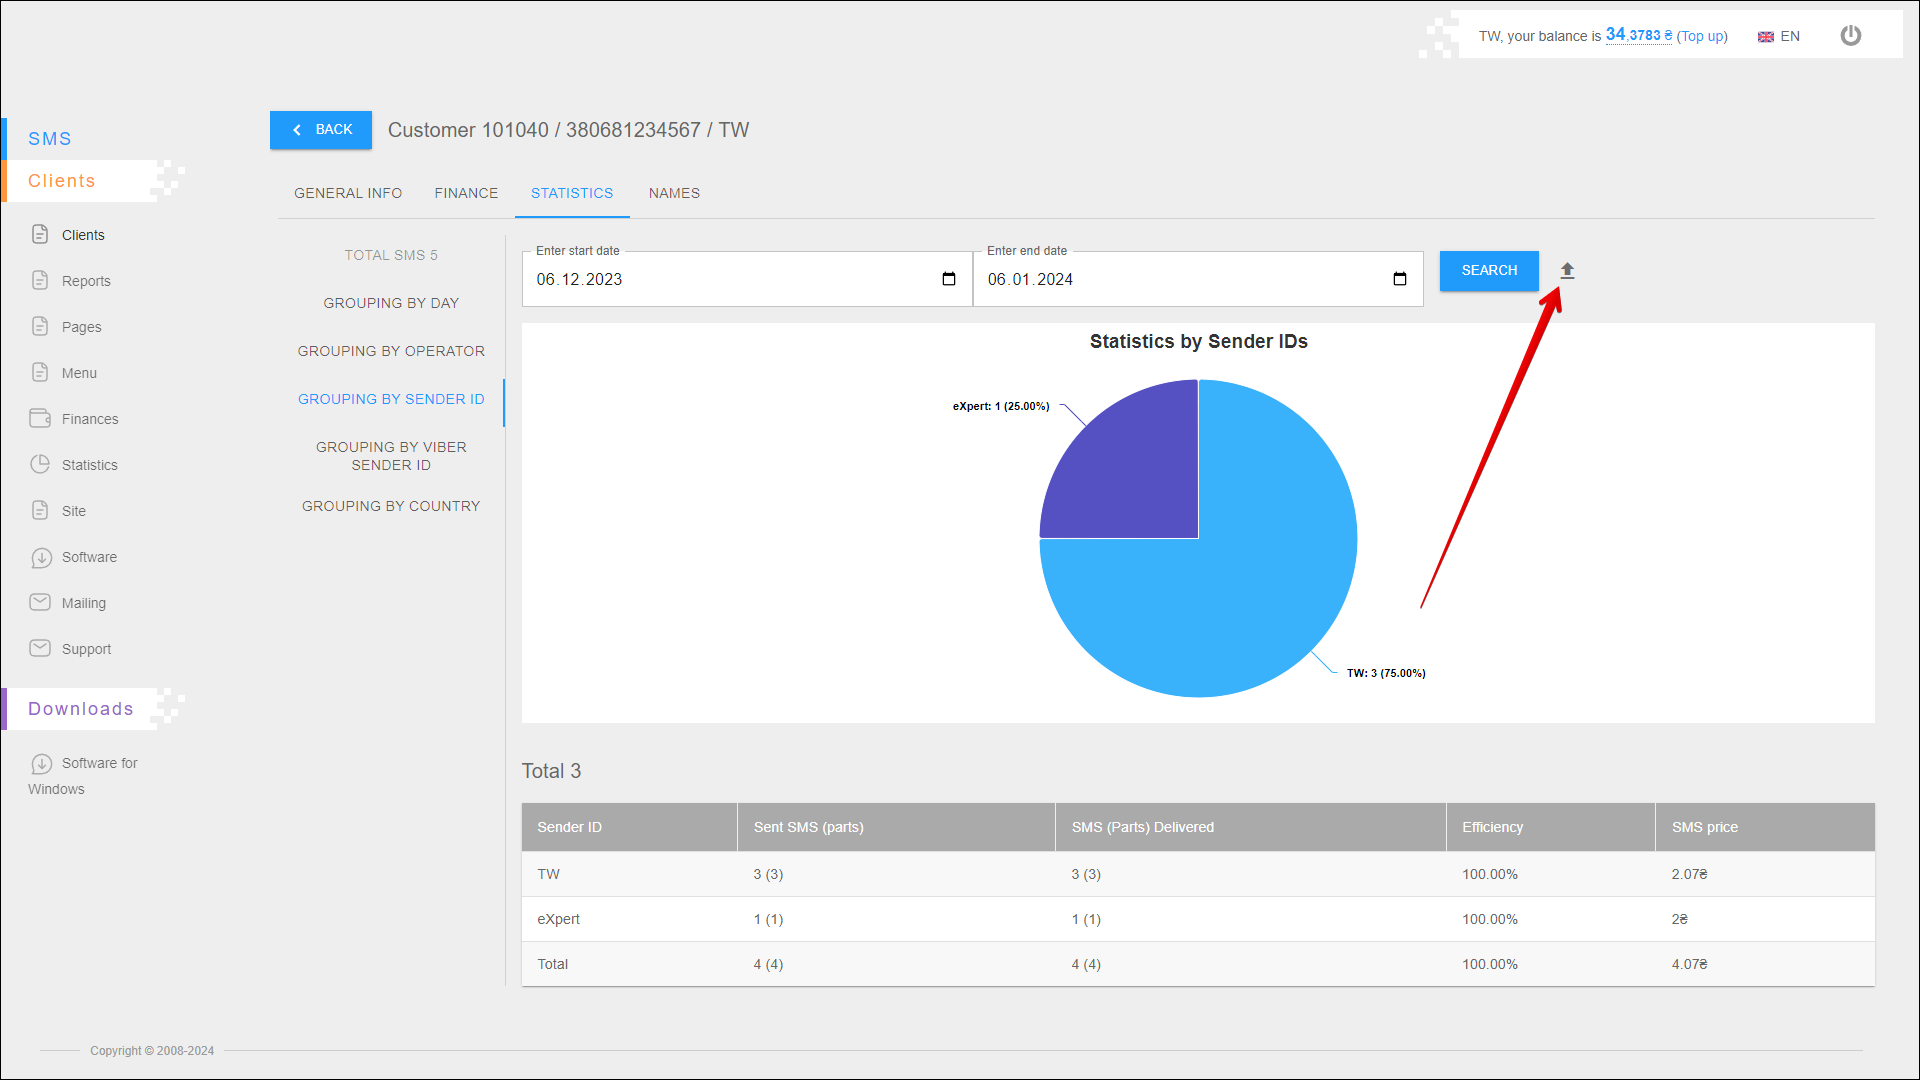 TW, your balance is 34,3783 ₴ (Top up)
EN
SMS
Clients
Clients
Reports
Pages
Menu
Finances
Statistics
Site
Software
Mailing
Support
Downloads
Software for
Windows
BACK
Customer 101040 / 380681234567 / TW
GENERAL INFO
FINANCE
STATISTICS
NAMES
TOTAL SMS 5
GROUPING BY DAY
GROUPING BY OPERATOR
GROUPING BY SENDER ID
GROUPING BY VIBER
SENDER ID
GROUPING BY COUNTRY
Enter start date
06.12.2023
Enter end date
06.01.2024
SEARCH
Statistics by Sender IDs
eXpert: 1 (25.00%)
TW: 3 (75.00%)
Total 3
Sender ID
Sent SMS (parts)
SMS (Parts) Delivered
Efficiency
SMS price
TW
3 (3)
3 (3)
100.00%
2.07₴
eXpert
1 (1)
1 (1)
100.00%
2₴
Total
4 (4)
4 (4)
100.00%
4.07₴
Copyright © 2008-2024